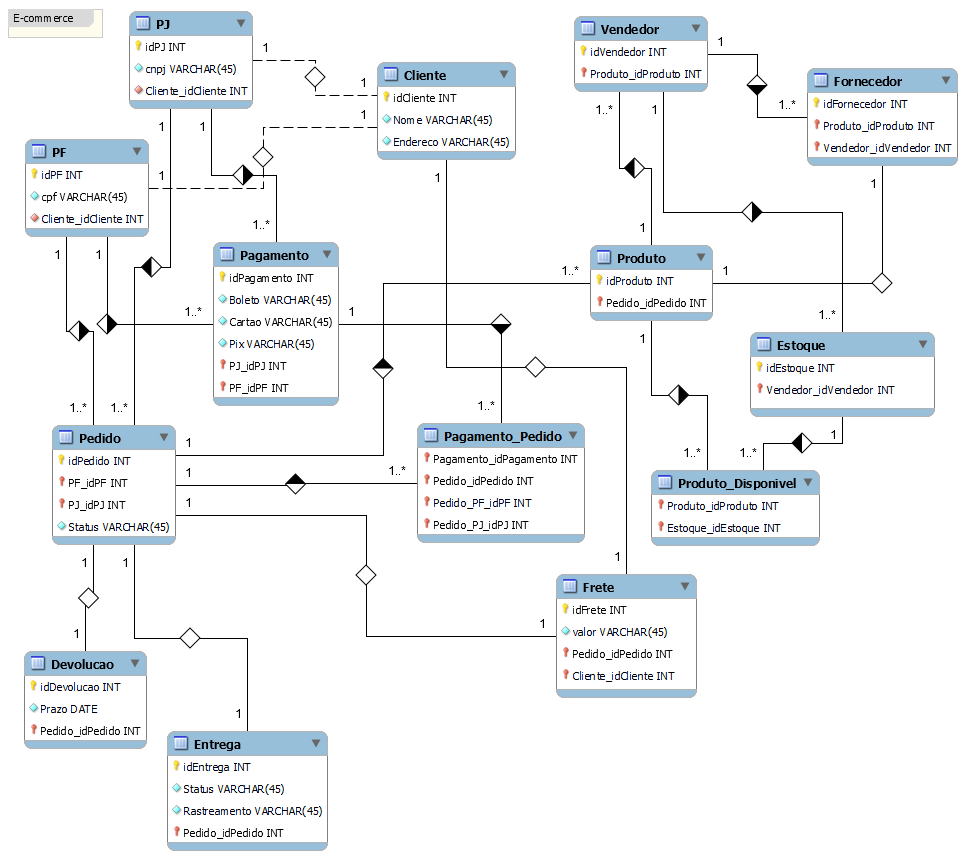 E-commerce
PJ
idPJ INT
cnpj VARCHAR(45)
Cliente_idCliente INT
Cliente
idCliente INT
Nome VARCHAR(45)
Endereco VARCHAR(45)
Vendedor
idVendedor INT
Produto_idProduto INT
Fornecedor
idFornecedor INT
Produto_idProduto INT
Vendedor_idVendedor INT
PF
idPF INT
cpf VARCHAR(45)
Cliente_idCliente INT
Pagamento
idPagamento INT
Boleto VARCHAR(45)
Cartao VARCHAR(45)
Pix VARCHAR(45)
PJ_idPJ INT
PF_idPF INT
Produto
idProduto INT
Pedido_idPedido INT
Estoque
idEstoque INT
Vendedor_idVendedor INT
Pedido
idPedido INT
PF_idPF INT
PJ_idPJ INT
Status VARCHAR(45)
Pagamento_Pedido
Pagamento_idPagamento INT
Pedido_idPedido INT
Pedido_PF_idPF INT
Pedido_PJ_idPJ INT
Produto_Disponivel
Produto_idProduto INT
Estoque_idEstoque INT
Frete
idFrete INT
valor VARCHAR(45)
Pedido_idPedido INT
Cliente_idCliente INT
Devolucao
idDevolucao INT
Prazo DATE
Pedido_idPedido INT
Entrega
idEntrega INT
Status VARCHAR(45)
Rastreamento VARCHAR(45)
Pedido_idPedido INT
1
1
1
1
1
1
1..*
1
1..*
1
1..*
1
1..*
1
1
1..*
1
1
1
1..*
1
1..*
1
1
1..*
1
1..*
1
1..*
1
1..*
1
1..*
1
1..*
1
1
1
1
1
1
1
1